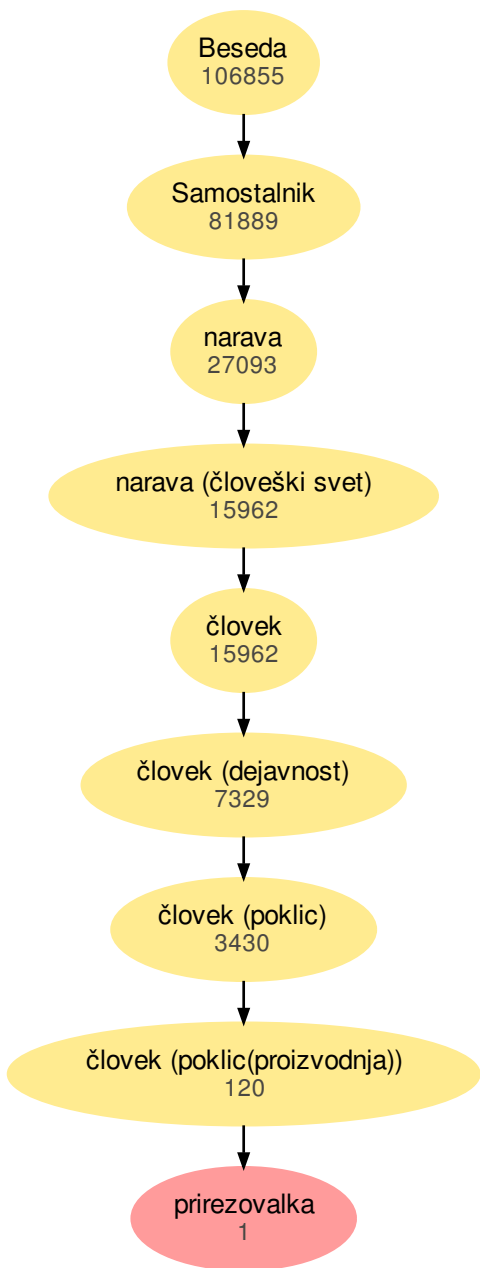 Beseda
106855
Samostalnik
81889
narava
27093
narava (človeški svet)
15962
človek
15962
človek (dejavnost)
7329
človek (poklic)
3430
človek (poklic(proizvodnja))
120
prirezovalka
1